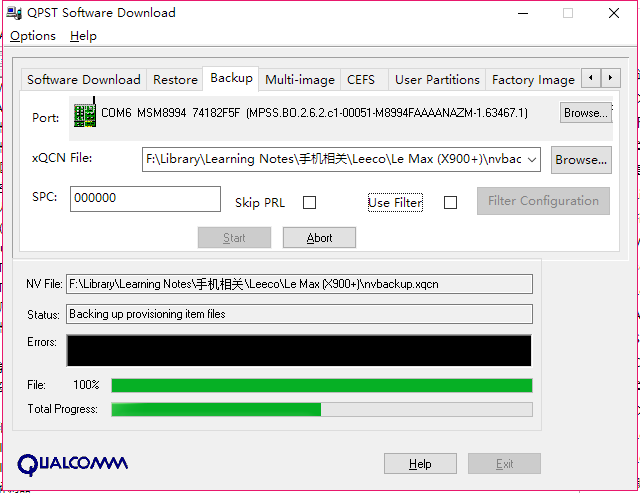 QPST Software Download
Options Help
Software Download Restore Backup Multi-image CEFS User Partitions Factory Image
Port: COM6 MSM8994 74182F5F (MPSS.BO.2.6.2.c1-00051-M8994FAAAANAZM-1.63467.1) Browse...
xQCN File: F:\Library\Learning Notes\手机相关\Leeco\Le Max (X900+)\nvbac Browse...
SPC: 000000 Skip PRL Use Filter Filter Configuration
Start Abort
NV File: F:\Library\Learning Notes\手机相关\Leeco\Le Max (X900+)\nvbackup.xqcn
Status: Backing up provisioning item files
Errors:
File: 100%
Total Progress:
QUALCOMM Help Exit